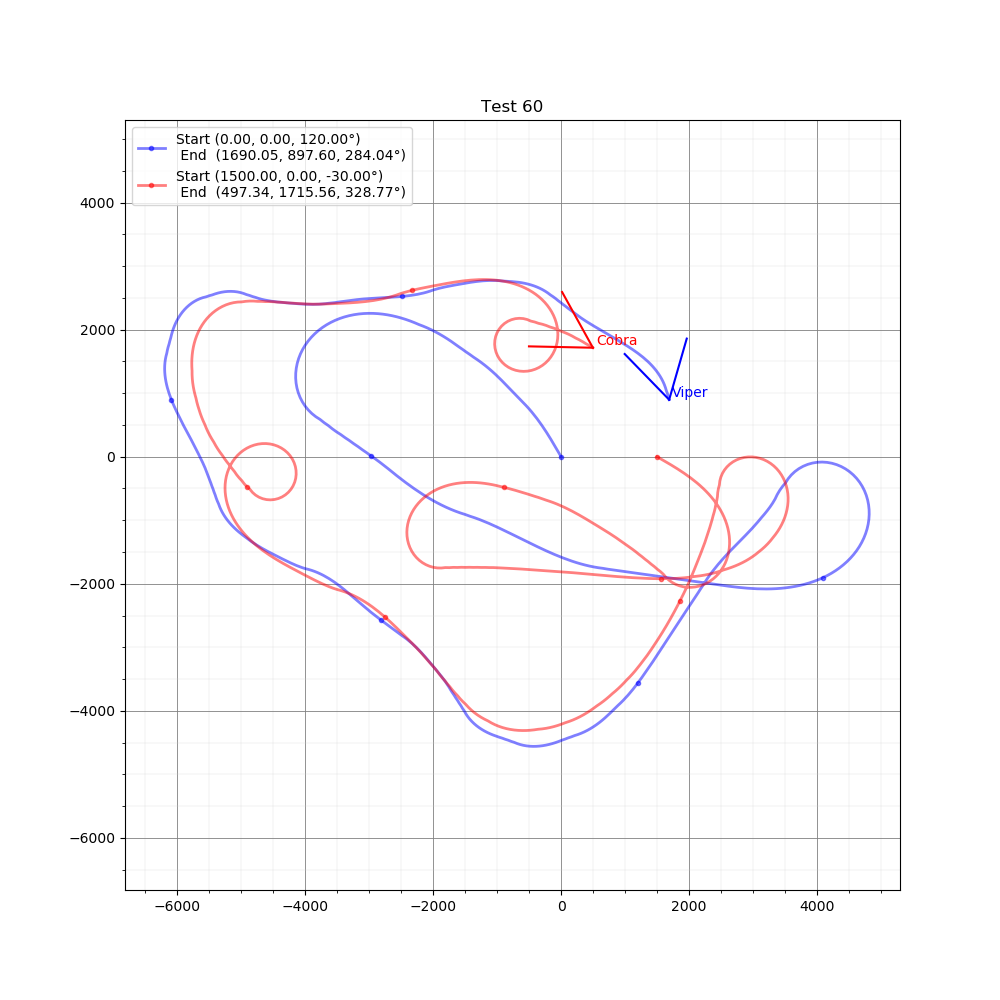 Test 60
Start (0.00, 0.00, 120.00°)
End  (1690.05, 897.60, 284.04°)
Start (1500.00, 0.00, -30.00°)
End  (497.34, 1715.56, 328.77°)
4000
2000
0
−2000
−4000
−6000
Cobra
Viper
−6000 −4000 −2000 0 2000 4000